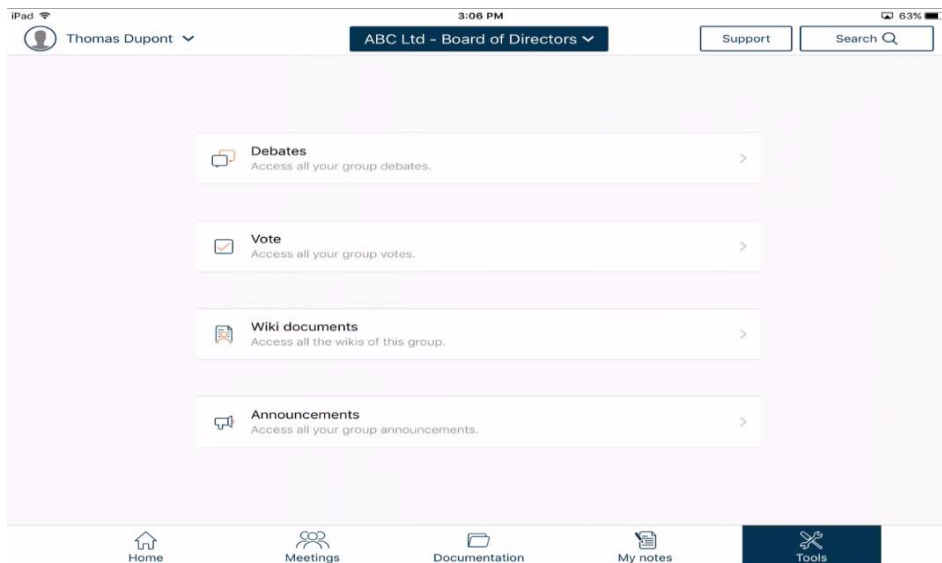 iPad 3:06 PM 63%
Thomas Dupont ABC Ltd - Board of Directors Support Search
Debates
Access all your group debates.
Vote
Access all your group votes.
Wiki documents
Access all the wikis of this group.
Announcements
Access all your group announcements.
Home Meetings Documentation My notes Tools